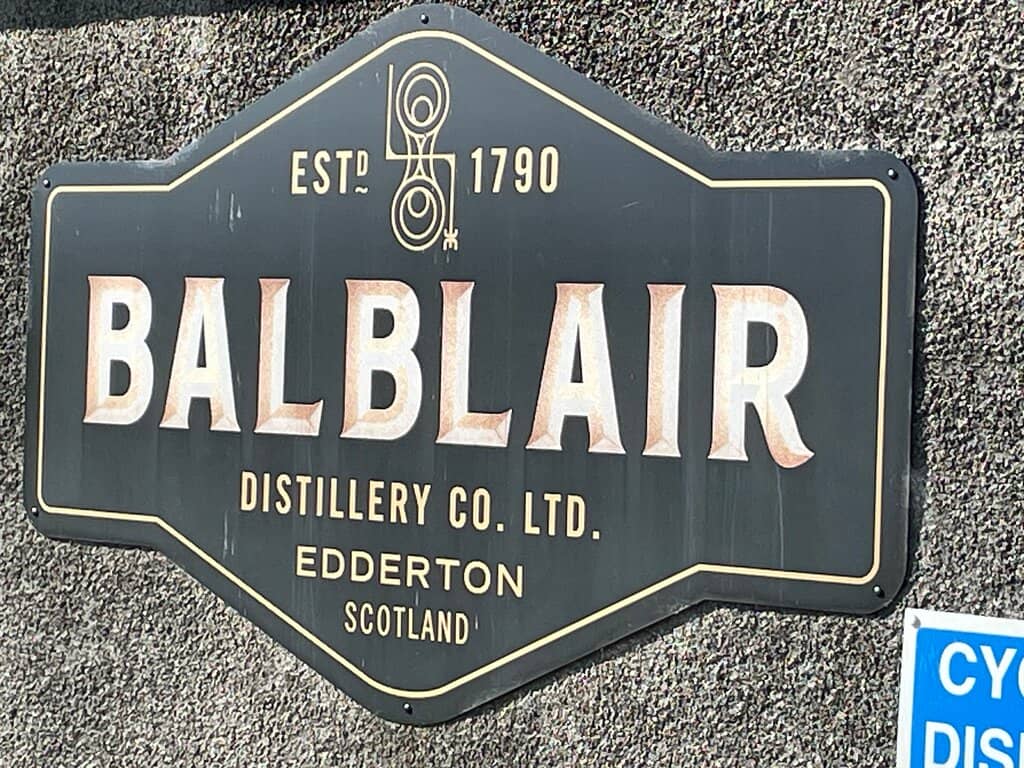 ESTD 1790
BALBLAIR
DISTILLERY CO. LTD.
EDDERTON
SCOTLAND